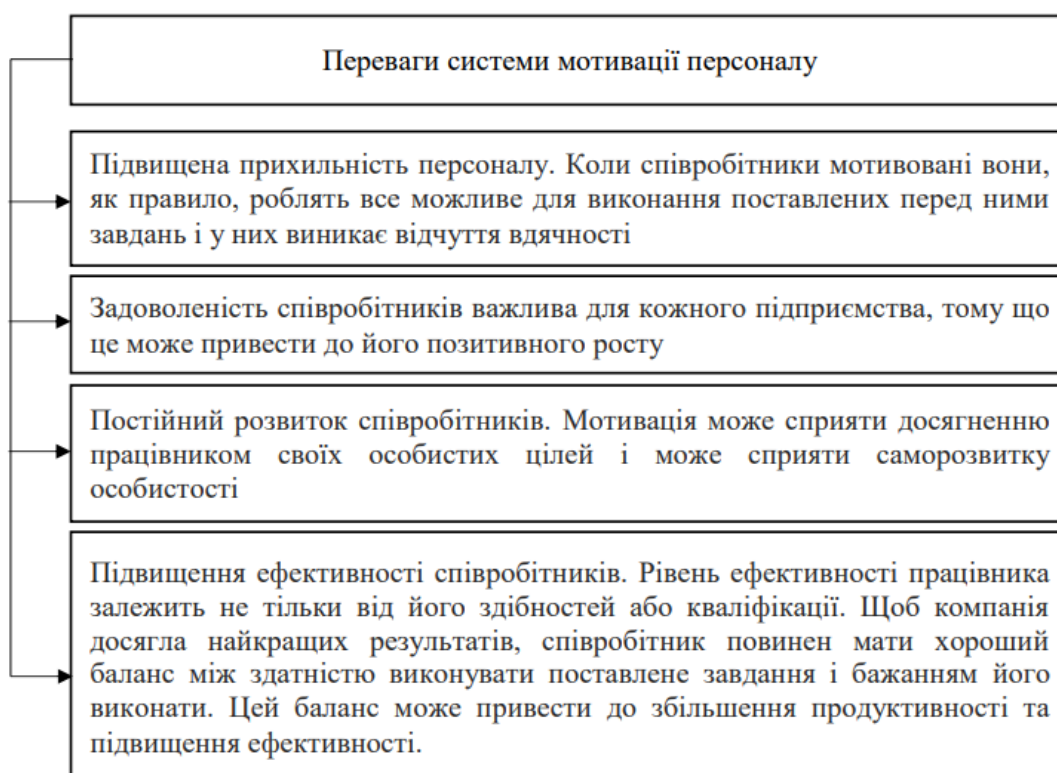 Переваги системи мотивації персоналу
Підвищена прихильність персоналу. Коли співробітники мотивовані вони,
як правило, роблять все можливе для виконання поставлених перед ними
завдань і у них виникає відчуття вдячності
Задоволеність співробітників важлива для кожного підприємства, тому що
це може привести до його позитивного росту
Постійний розвиток співробітників. Мотивація може сприяти досягненню
працівником своїх особистих цілей і може сприяти саморозвитку
особистості
Підвищення ефективності співробітників. Рівень ефективності працівника
залежить не тільки від його здібностей або кваліфікації. Щоб компанія
досягла найкращих результатів, співробітник повинен мати хороший
баланс між здатністю виконувати поставлене завдання і бажанням його
виконати. Цей баланс може привести до збільшення продуктивності та
підвищення ефективності.